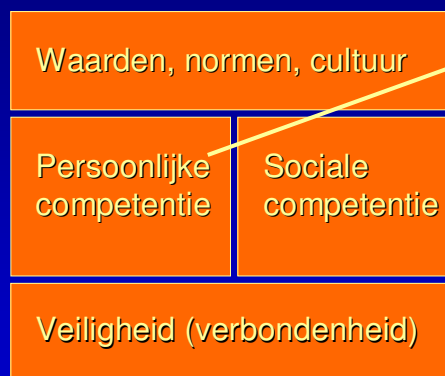 Waarden, normen, cultuur
Persoonlijke
competentie
Sociale
competentie
Veiligheid (verbondenheid)